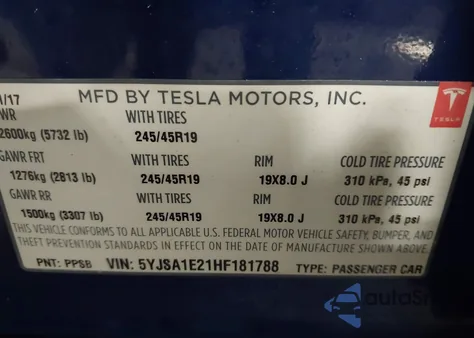 /17 MFD BY TESLA MOTORS, INC.
TESLA
WR WITH TIRES
2600kg (5732 lb) 245/45R19
GAWR FRT WITH TIRES RIM COLD TIRE PRESSURE
1276kg (2813 lb) 245/45R19 19X8.0 J 310 kPa, 45 psi
GAWR RR WITH TIRES RIM COLD TIRE PRESSURE
1500kg (3307 lb) 245/45R19 19X8.0 J 310 kPa, 45 psi
THIS VEHICLE CONFORMS TO ALL APPLICABLE U.S. FEDERAL MOTOR VEHICLE SAFETY, BUMPER, AND
THEFT PREVENTION STANDARDS IN EFFECT ON THE DATE OF MANUFACTURE SHOWN ABOVE.
PNT: PPSB VIN: 5YJSA1E21HF181788 TYPE: PASSENGER CAR